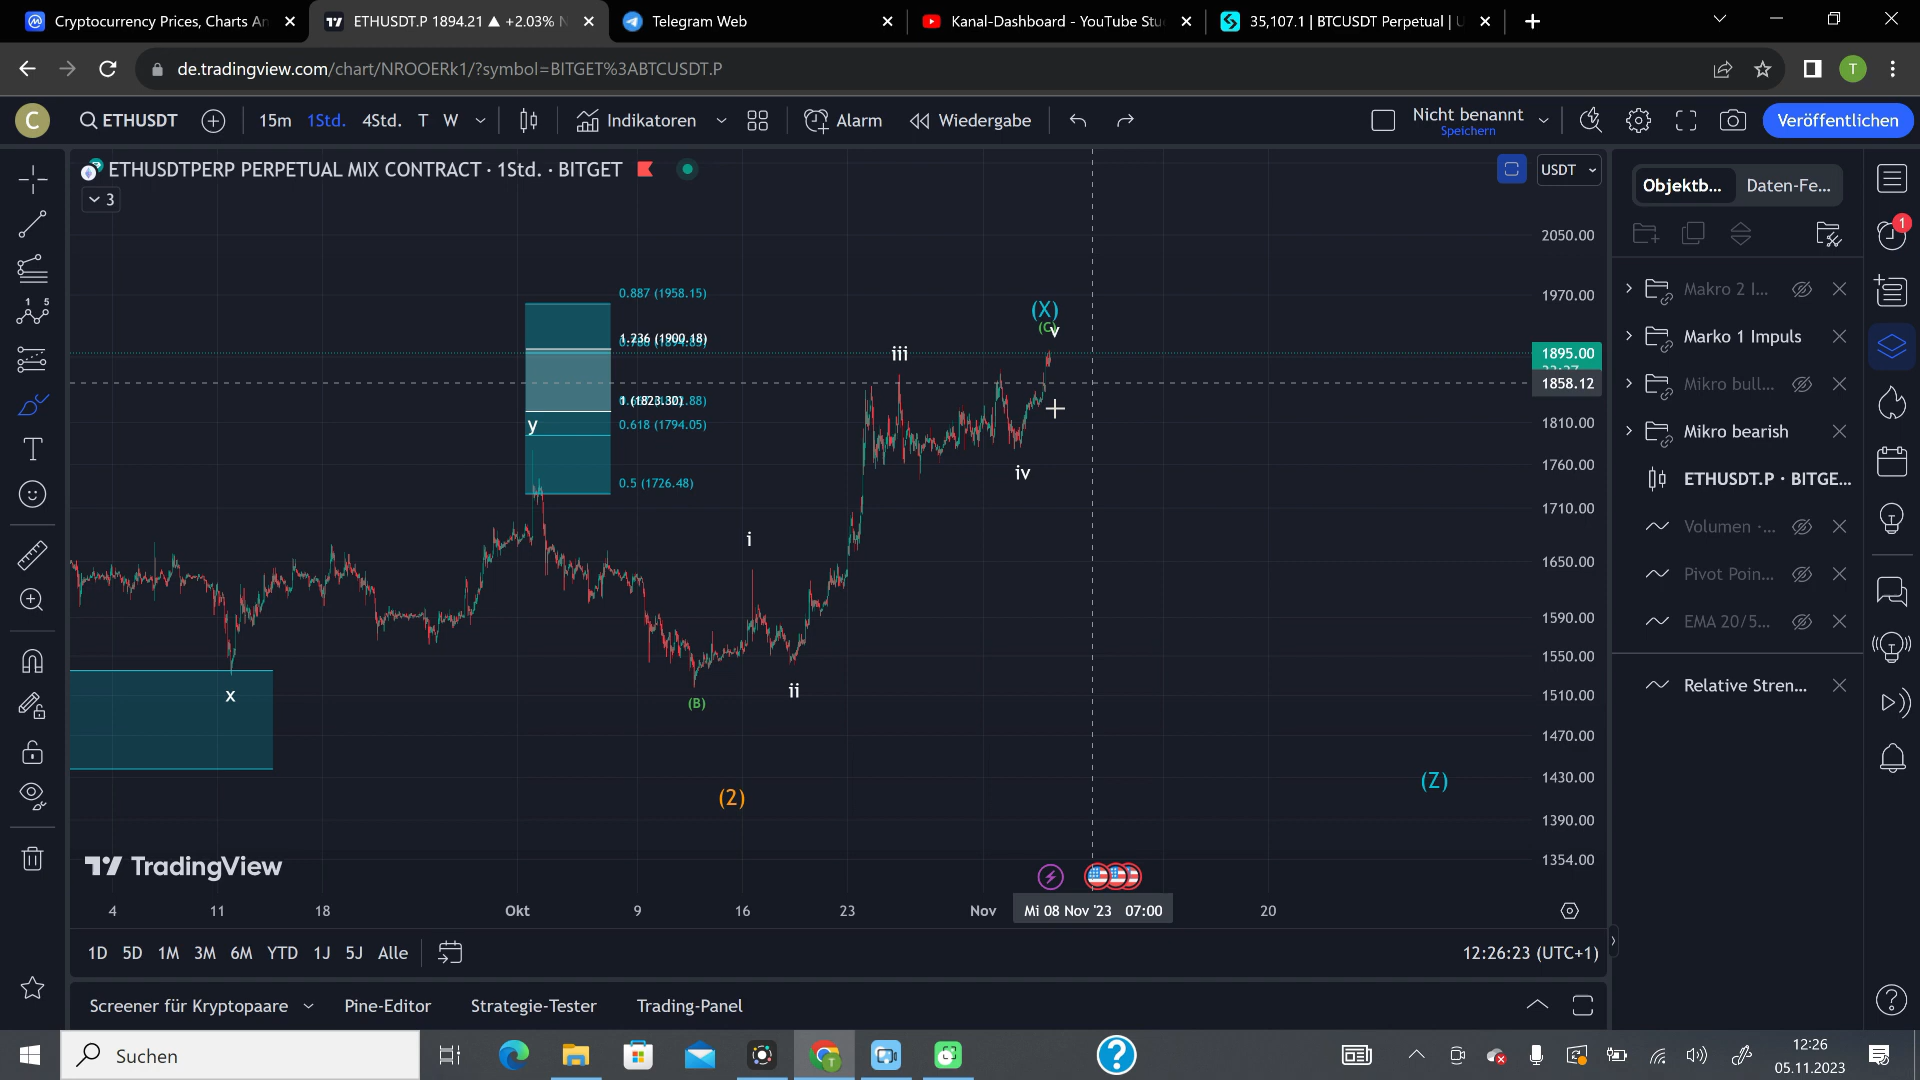 Cryptocurrency Prices, Charts An
ETHUSDT.P 1894.21 ▲ +2.03% N
Telegram Web
Kanal-Dashboard - YouTube Stu
35,107.1 | BTCUSDT Perpetual | U
de.tradingview.com/chart/NROOERk1/?symbol=BITGET%3ABTCUSDT.P
T
C
ETHUSDT
15m
1Std.
4Std.
T
W
Indikatoren
Alarm
Wiedergabe
Nicht benannt
Speichern
Veröffentlichen
ETHUSDTPERP PERPETUAL MIX CONTRACT · 1Std. · BITGET
3
USDT
Objektb...
Daten-Fe...
1
2050.00
1970.00
1895.00
1858.12
1810.00
1760.00
1710.00
1650.00
1590.00
1550.00
1510.00
1470.00
1430.00
1390.00
1354.00
0.887 (1958.15)
1.236 (1900.18)
1 (1823.30)
0.618 (1794.05)
0.5 (1726.48)
y
x
i
ii
iii
iv
v
(X)
(C)
(B)
(2)
(Z)
Makro 2 I...
Marko 1 Impuls
Mikro bull...
Mikro bearish
ETHUSDT.P · BITGE...
Volumen · ...
Pivot Poin...
EMA 20/5...
Relative Stren...
TradingView
4
11
18
Okt
9
16
23
Nov
Mi 08 Nov '23 07:00
20
1D 5D 1M 3M 6M YTD 1J 5J Alle
12:26:23 (UTC+1)
Screener für Kryptopaare
Pine-Editor
Strategie-Tester
Trading-Panel
Suchen
12:26
05.11.2023